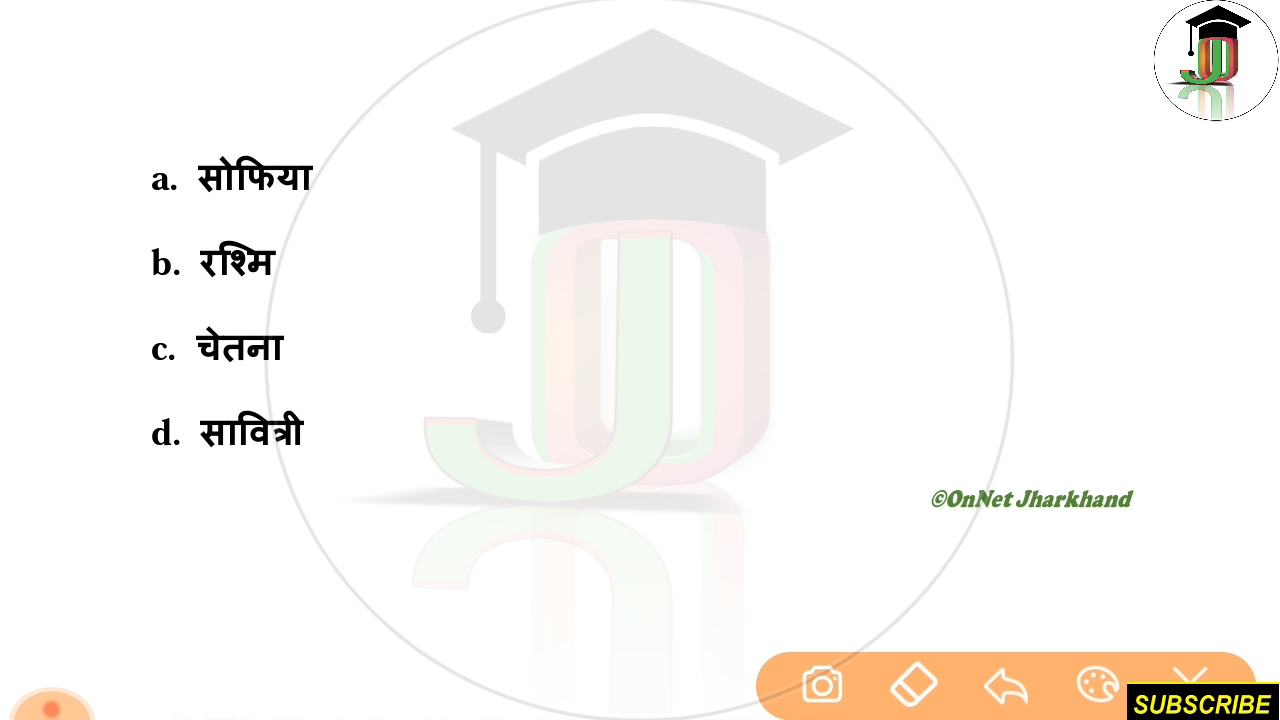 a. सोफिया
b. रश्मि
c. चेतना
d. सावित्री
©OnNet Jharkhand
SUBSCRIBE